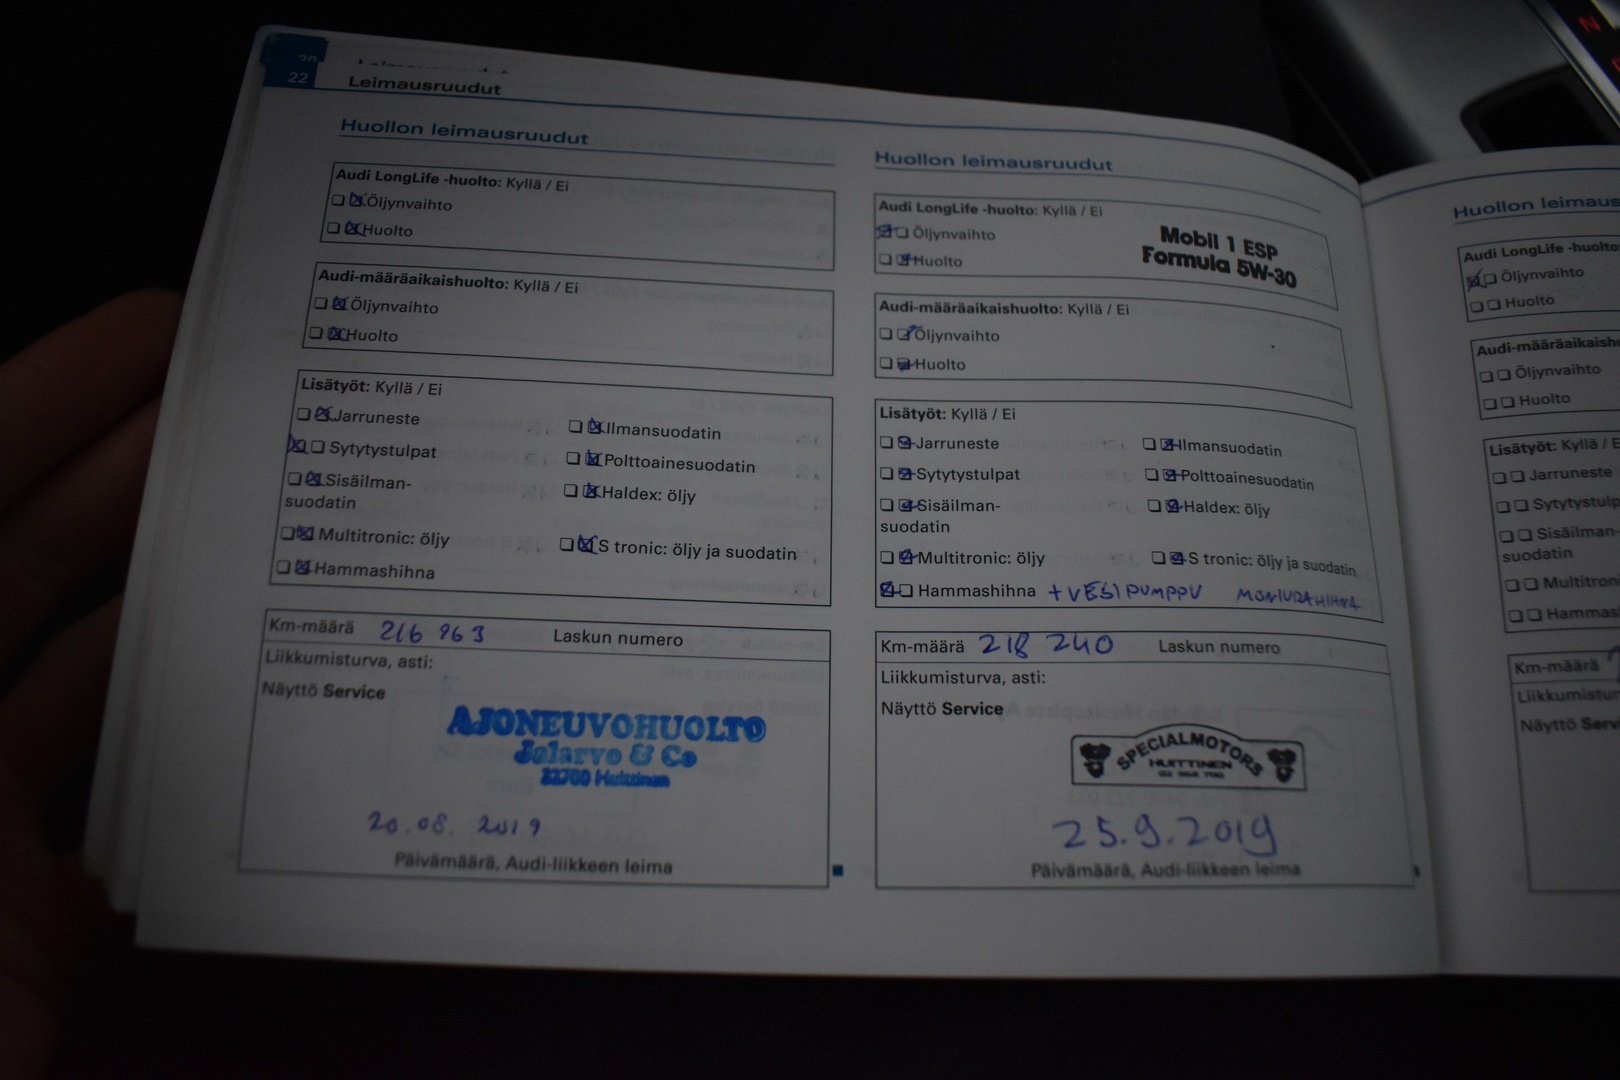 22
Leimausruudut
Huollon leimausruudut
Audi LongLife -huolto: Kyllä / Ei
Öljynvaihto
Huolto
Audi-määräaikaishuolto: Kyllä / Ei
Öljynvaihto
Huolto
Lisätyöt: Kyllä / Ei
Jarruneste
Ilmansuodatin
Sytytystulpat
Polttoainesuodatin
Sisäilman-
suodatin
Haldex: öljy
Multitronic: öljy
S tronic: öljy ja suodatin
Hammashihna
Km-määrä 216 963 Laskun numero
Liikkumisturva, asti:
Näyttö Service
AJONEUVOHUOLTO
Jalarvo & Co
32700 Huittinen
20.08. 2019
Päivämäärä, Audi-liikkeen leima
Huollon leimausruudut
Audi LongLife -huolto: Kyllä / Ei
Öljynvaihto
Huolto
Mobil 1 ESP
Formula 5W-30
Audi-määräaikaishuolto: Kyllä / Ei
Öljynvaihto
Huolto
Lisätyöt: Kyllä / Ei
Jarruneste
Ilmansuodatin
Sytytystulpat
Polttoainesuodatin
Sisäilman-
suodatin
Haldex: öljy
Multitronic: öljy
S tronic: öljy ja suodatin
Hammashihna + VESIPUMPPU MONIURAHIHNA
Km-määrä 218 240 Laskun numero
Liikkumisturva, asti:
Näyttö Service
SPECIALMOTORS
HUITTINEN
25.9.2019
Päivämäärä, Audi-liikkeen leima
Huollon leimaus
Audi LongLife -huolto:
Öljynvaihto
Huolto
Audi-määräaikaish
Öljynvaihto
Huolto
Lisätyöt: Kyllä / E
Jarruneste
Sytytystulp
Sisäilman-
suodatin
Multitron
Hammas
Km-määrä
Liikkumistur
Näyttö Serv
N